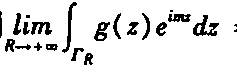 lim_{R→+∞} ∫_{Γ_R} g(z)e^{imz}dz =